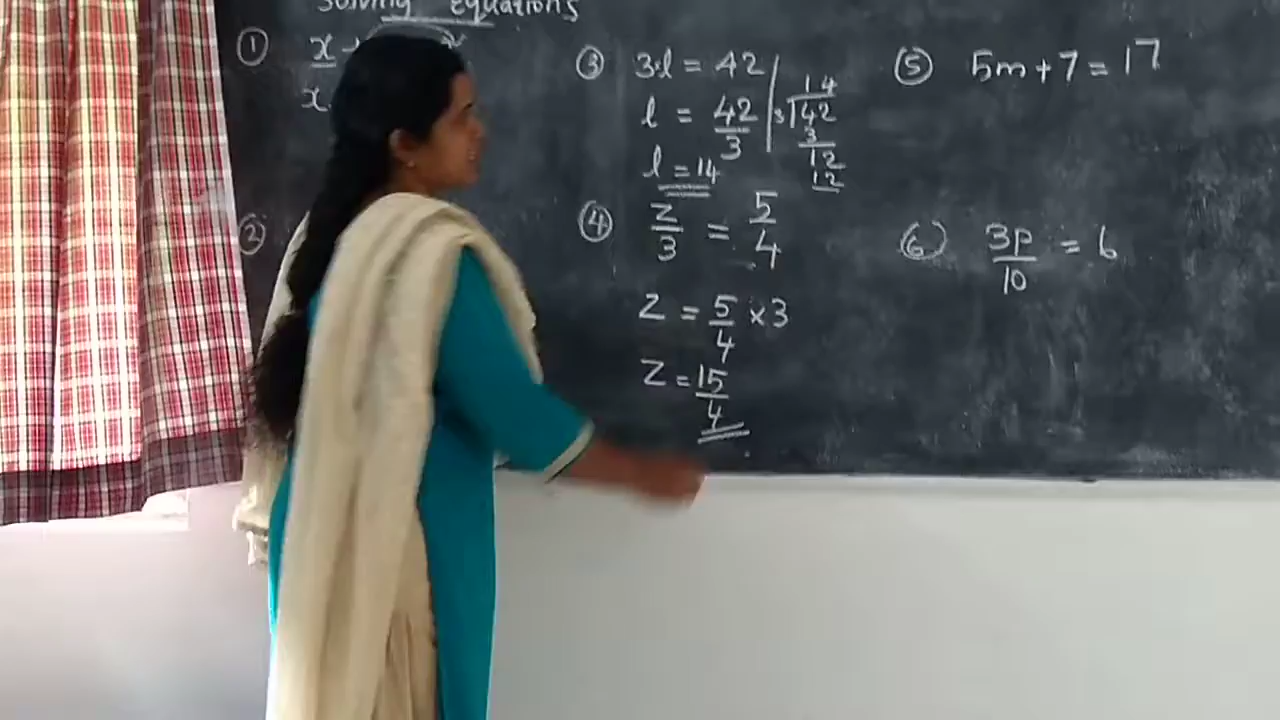 solving equations
① x +
x
②
③ 3·l = 42
l = 42/3
l = 14
14
3)42
3
12
12
④ z/3 = 5/4
z = 5/4 × 3
z = 15/4
⑤ 5m + 7 = 17
⑥ 3p/10 = 6